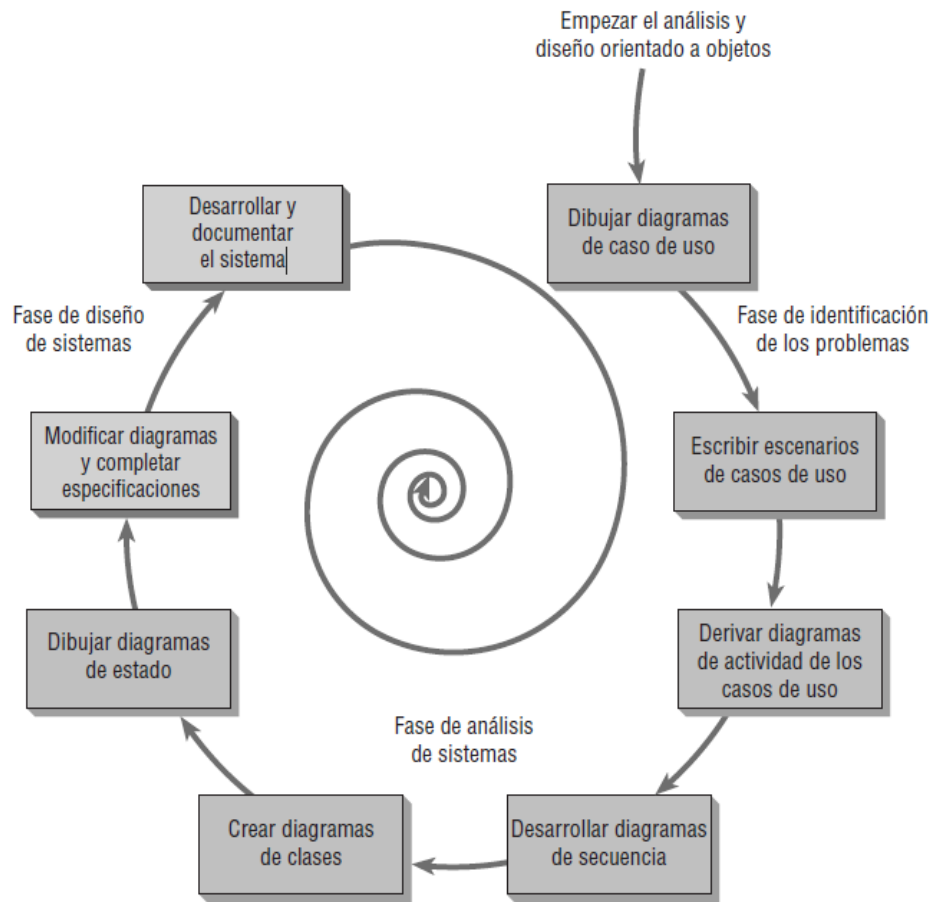 Empezar el análisis y
diseño orientado a objetos
Dibujar diagramas
de caso de uso
Fase de identificación
de los problemas
Escribir escenarios
de casos de uso
Derivar diagramas
de actividad de los
casos de uso
Desarrollar diagramas
de secuencia
Fase de análisis
de sistemas
Crear diagramas
de clases
Dibujar diagramas
de estado
Modificar diagramas
y completar
especificaciones
Fase de diseño
de sistemas
Desarrollar y
documentar
el sistema